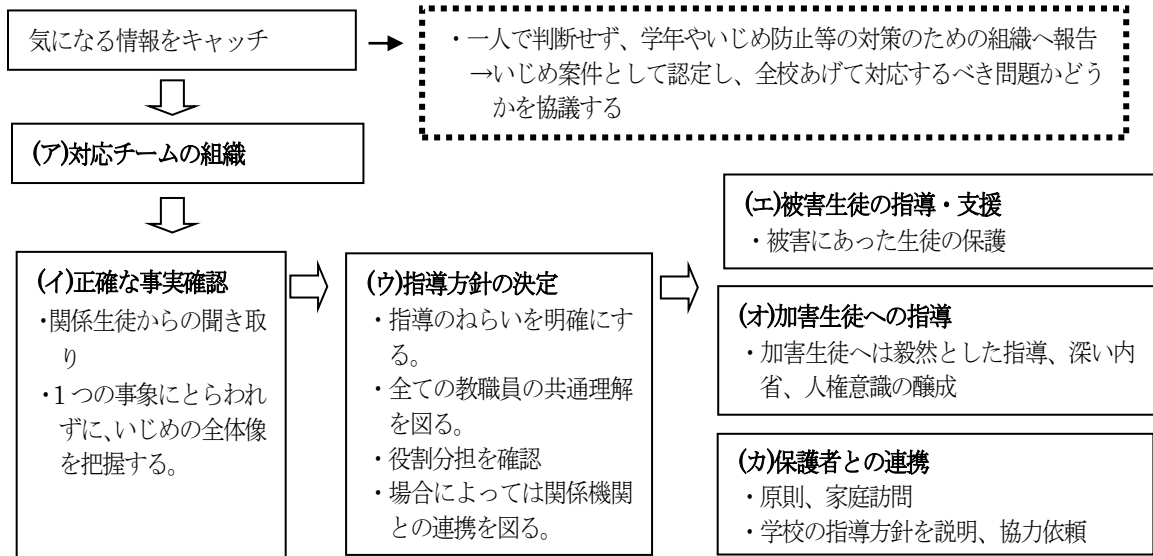 気になる情報をキャッチ
・一人で判断せず、学年やいじめ防止等の対策のための組織へ報告
→いじめ案件として認定し、全校あげて対応するべき問題かどう
かを協議する
(ア)対応チームの組織
(イ)正確な事実確認
・関係生徒からの聞き取
り
・1つの事象にとらわれ
ずに、いじめの全体像
を把握する。
(ウ)指導方針の決定
・指導のねらいを明確にす
る。
・全ての教職員の共通理解
を図る。
・役割分担を確認
・場合によっては関係機関
との連携を図る。
(エ)被害生徒の指導・支援
・被害にあった生徒の保護
(オ)加害生徒への指導
・加害生徒へは毅然とした指導、深い内
省、人権意識の醸成
(カ)保護者との連携
・原則、家庭訪問
・学校の指導方針を説明、協力依頼